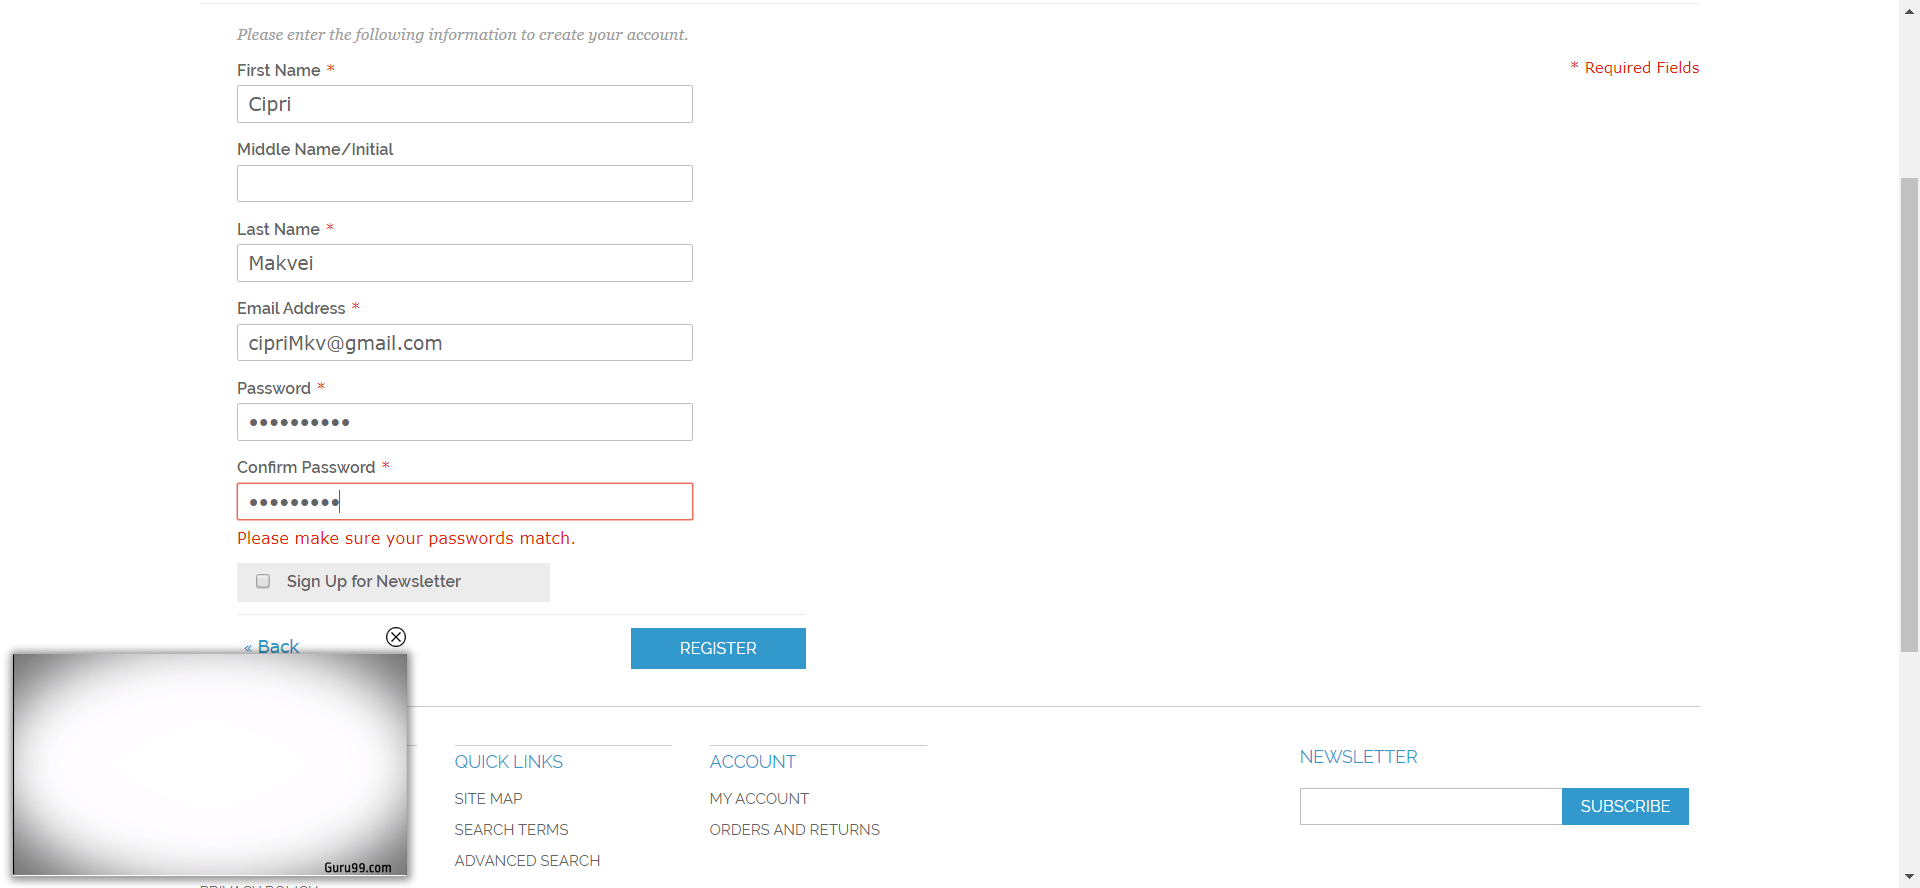 Please enter the following information to create your account.
* Required Fields
First Name *
Cipri
Middle Name/Initial
Last Name *
Makvei
Email Address *
cipriMkv@gmail.com
Password *
••••••••••
Confirm Password *
•••••••••
Please make sure your passwords match.
Sign Up for Newsletter
« Back
REGISTER
QUICK LINKS
SITE MAP
SEARCH TERMS
ADVANCED SEARCH
ACCOUNT
MY ACCOUNT
ORDERS AND RETURNS
NEWSLETTER
SUBSCRIBE
Guru99.com
PRIVACY POLICY